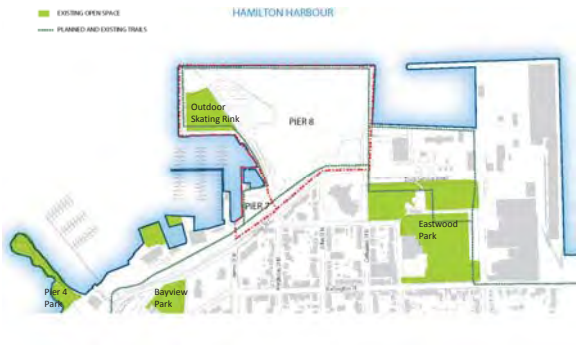 EXISTING OPEN SPACE
HAMILTON HARBOUR
PLANNED AND EXISTING TRAILS
Outdoor
Skating Rink
PIER 8
PIER 7
Eastwood
Park
Pier 4
Park
Bayview
Park